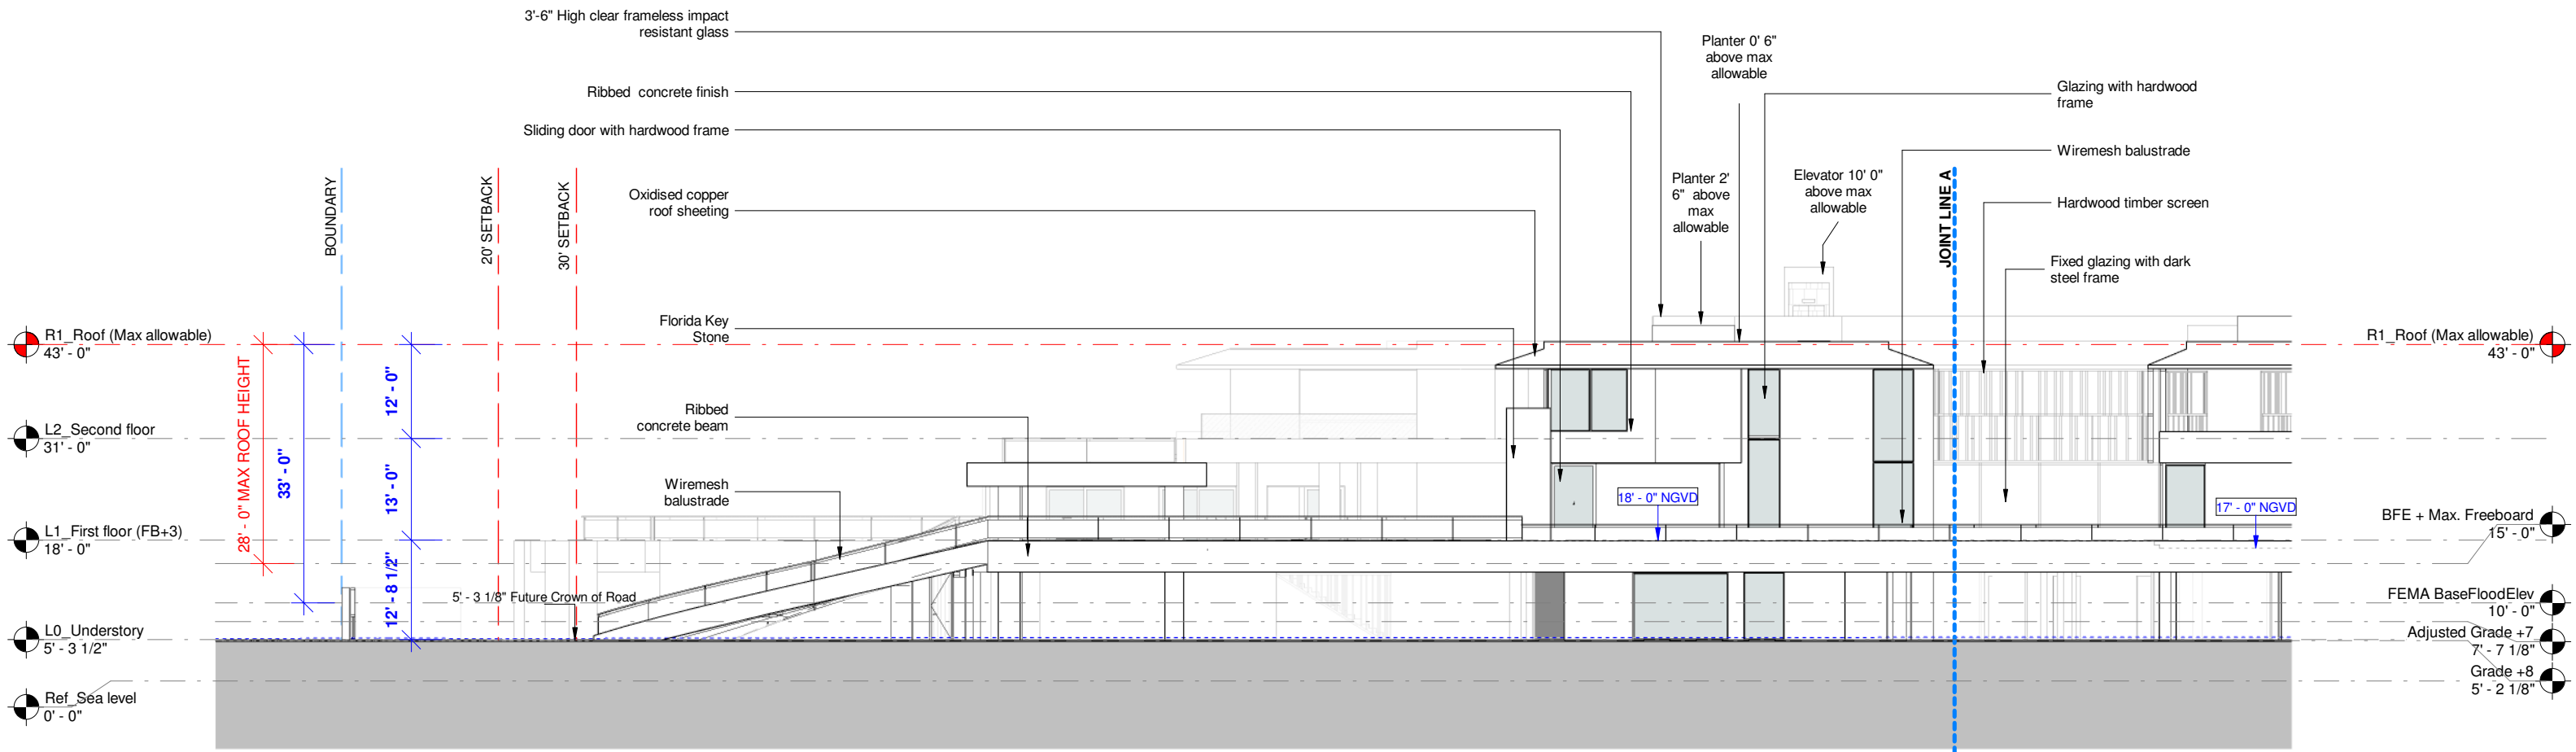 3'-6" High clear frameless impact
resistant glass
Ribbed concrete finish
Sliding door with hardwood frame
Oxidised copper
roof sheeting
Florida Key
Stone
Ribbed
concrete beam
Wiremesh
balustrade
Planter 0' 6"
above max
allowable
Planter 2'
6" above
max
allowable
Elevator 10' 0"
above max
allowable
Glazing with hardwood
frame
Wiremesh balustrade
Hardwood timber screen
Fixed glazing with dark
steel frame
BOUNDARY
20' SETBACK
30' SETBACK
JOINT LINE A
R1_Roof (Max allowable)
43' - 0"
L2_Second floor
31' - 0"
L1_First floor (FB+3)
18' - 0"
L0_Understory
5' - 3 1/2"
Ref_Sea level
0' - 0"
28' - 0" MAX ROOF HEIGHT
33' - 0"
12' - 0"
13' - 0"
12' - 8 1/2"
5' - 3 1/8" Future Crown of Road
18' - 0" NGVD
17' - 0" NGVD
R1_Roof (Max allowable)
43' - 0"
BFE + Max. Freeboard
15' - 0"
FEMA BaseFloodElev
10' - 0"
Adjusted Grade +7
7' - 7 1/8"
Grade +8
5' - 2 1/8"